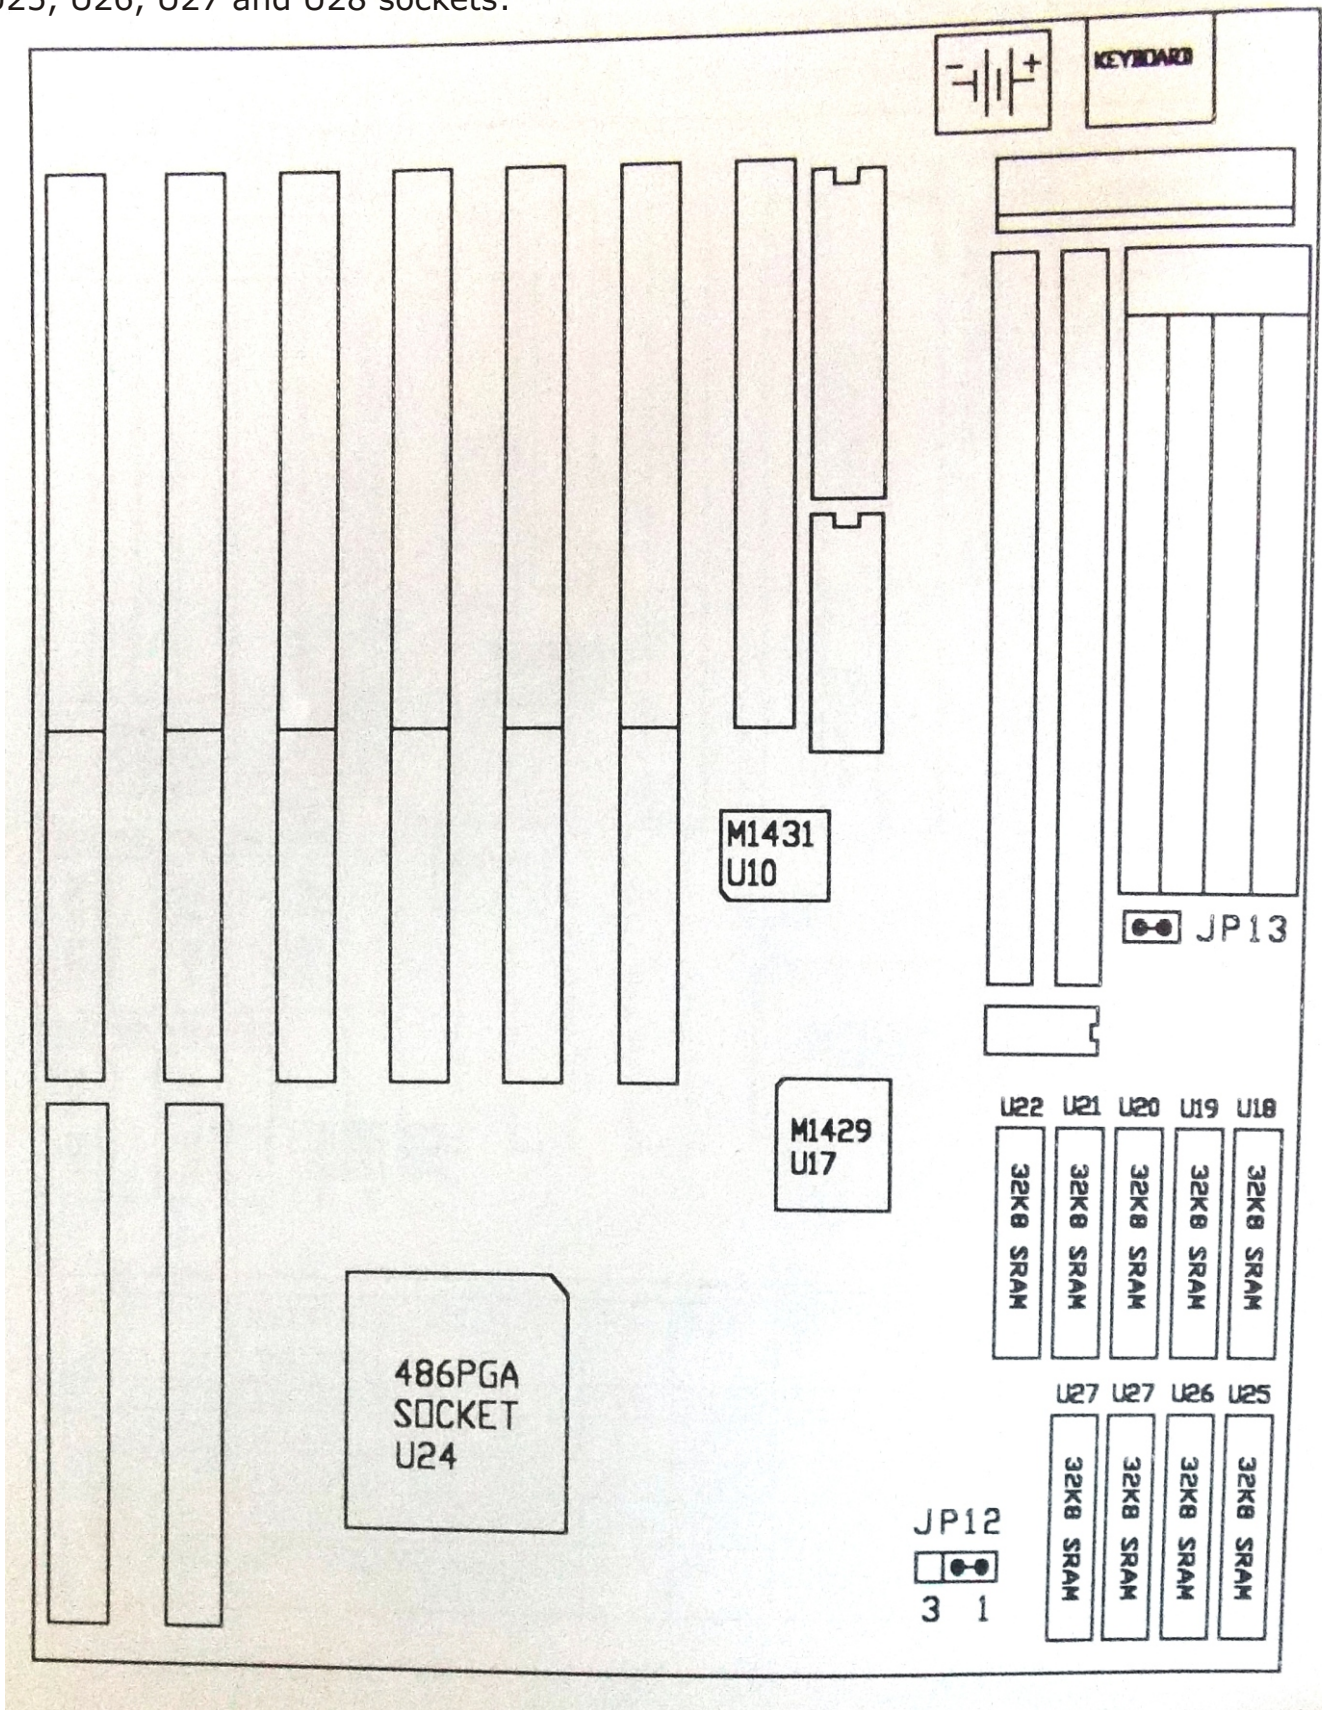 U25, U26, U27 and U28 sockets.
- +
KEYBOARD
M1431
U10
JP13
M1429
U17
U22 U21 U20 U19 U18
32K8 SRAM
32K8 SRAM
32K8 SRAM
32K8 SRAM
32K8 SRAM
486PGA
SOCKET
U24
U27 U27 U26 U25
32K8 SRAM
32K8 SRAM
32K8 SRAM
32K8 SRAM
JP12
3 1